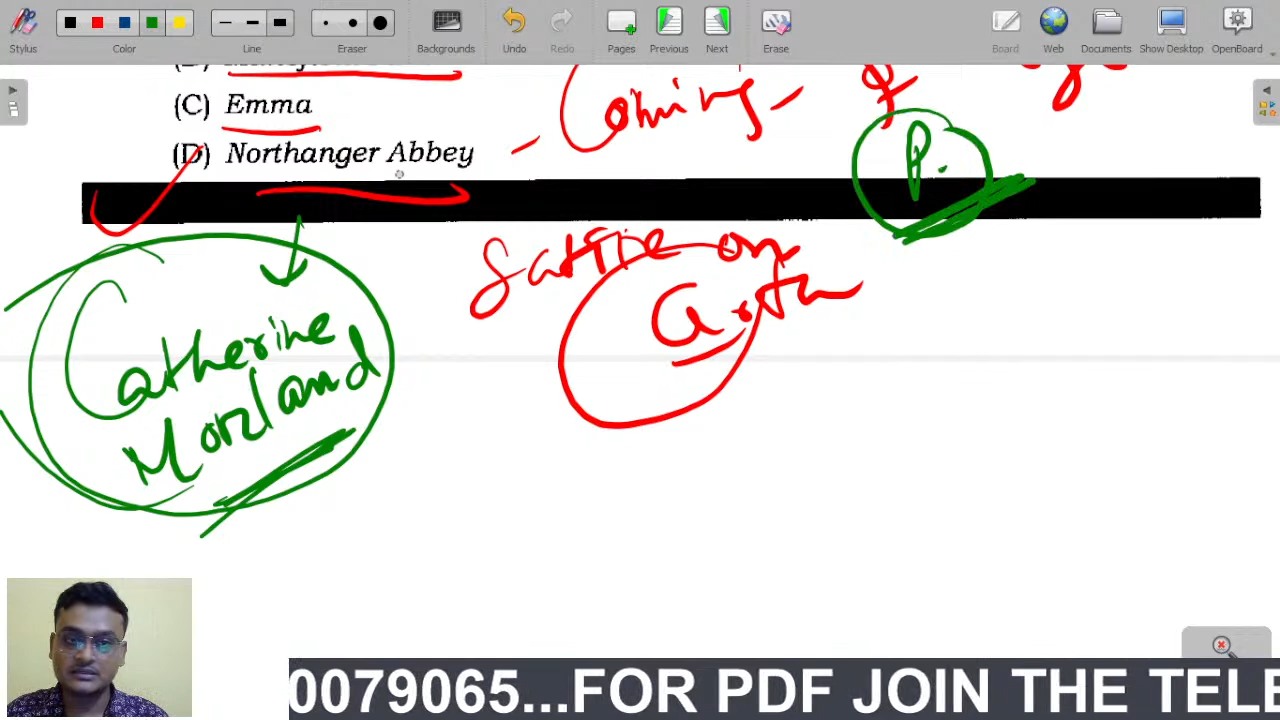 Stylus
Color
Line
Eraser
Backgrounds
Undo
Redo
Pages
Previous
Next
Erase
Board
Web
Documents
Show Desktop
OpenBoard
(C) Emma
Coming -
(D) Northanger Abbey
P.
Satire on
Goth
Catherine
Morland
0079065...FOR PDF JOIN THE TELE